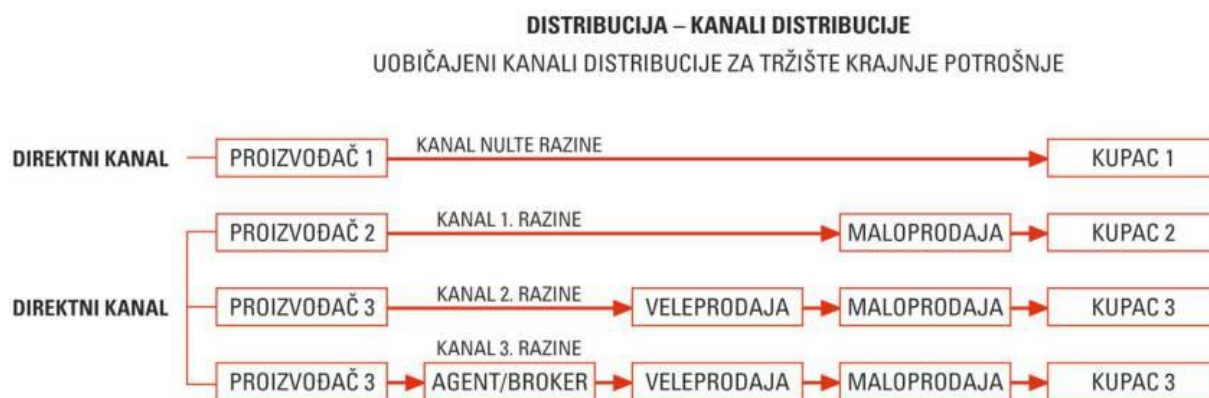 DISTRIBUCIJA – KANALI DISTRIBUCIJE
UOBIČAJENI KANALI DISTRIBUCIJE ZA TRŽIŠTE KRAJNJE POTROŠNJE
DIREKTNI KANAL PROIZVOĐAČ 1 KANAL NULTE RAZINE KUPAC 1
PROIZVOĐAČ 2 KANAL 1. RAZINE MALOPRODAJA KUPAC 2
DIREKTNI KANAL PROIZVOĐAČ 3 KANAL 2. RAZINE VELEPRODAJA MALOPRODAJA KUPAC 3
KANAL 3. RAZINE
PROIZVOĐAČ 3 AGENT/BROKER VELEPRODAJA MALOPRODAJA KUPAC 3